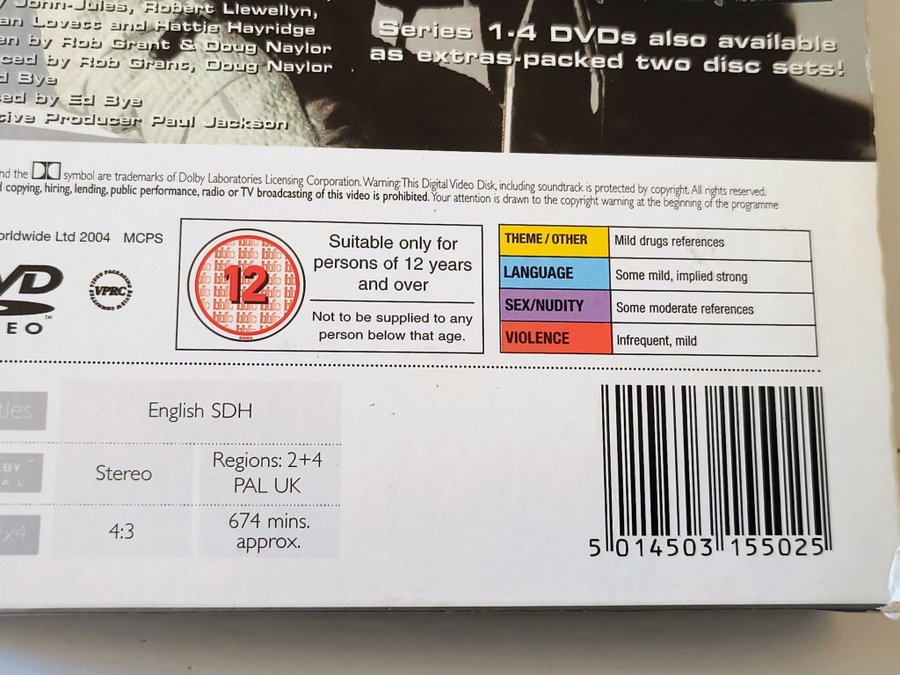 John-Jules, Robert Llewellyn,
Lovett and Hattie Hayridge
by Rob Grant & Doug Naylor
by Rob Grant, Doug Naylor
Bye
by Ed Bye
Producer Paul Jackson
Series 1-4 DVDs also available
as extras-packed two disc sets!
and the symbol are trademarks of Dolby Laboratories Licensing Corporation. Warning: This Digital Video Disk, including soundtrack is protected by copyright. All rights reserved.
copying, hiring, lending, public performance, radio or TV broadcasting of this video is prohibited. Your attention is drawn to the copyright warning at the beginning of the programme
Ltd 2004 MCPS
VPRC
12
Suitable only for
persons of 12 years
and over
Not to be supplied to any
person below that age.
THEME / OTHER Mild drugs references
LANGUAGE Some mild, implied strong
SEX/NUDITY Some moderate references
VIOLENCE Infrequent, mild
English SDH
Stereo
Regions: 2+4
PAL UK
4:3
674 mins.
approx.
5 014503 155025